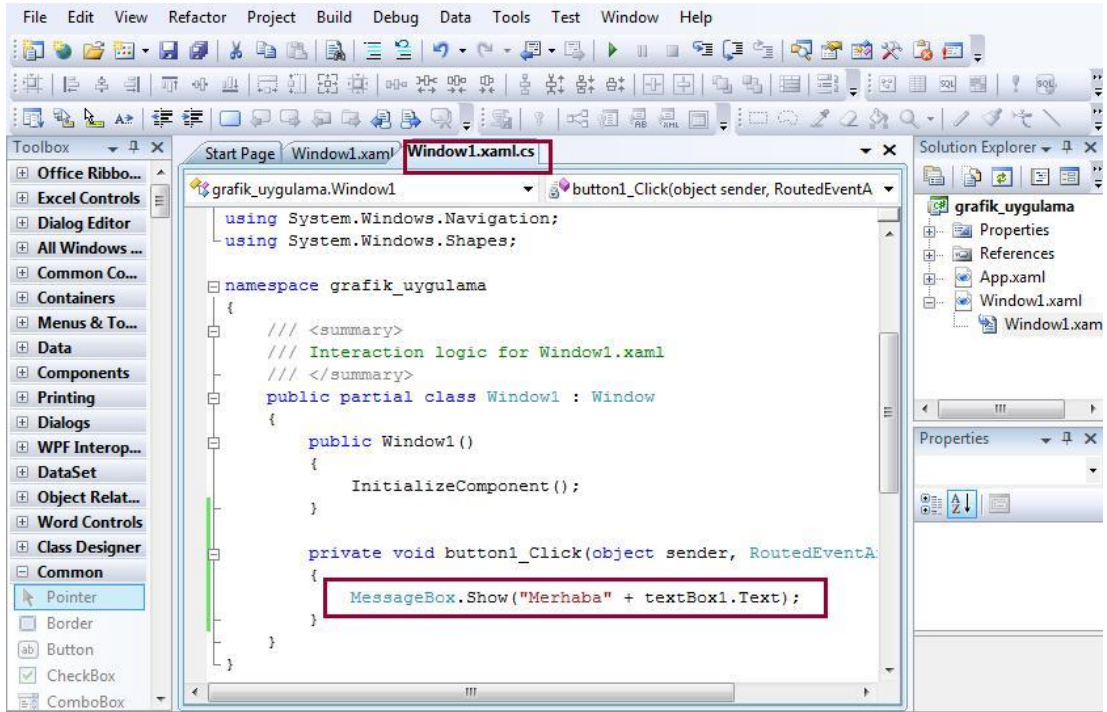 File Edit View Refactor Project Build Debug Data Tools Test Window Help
Toolbox
Start Page Window1.xaml Window1.xaml.cs
Solution Explorer
grafik_uygulama.Window1 button1_Click(object sender, RoutedEventA
Office Ribbo...
Excel Controls
Dialog Editor
All Windows ...
Common Co...
Containers
Menus & To...
Data
Components
Printing
Dialogs
WPF Interop...
DataSet
Object Relat...
Word Controls
Class Designer
Common
Pointer
Border
Button
CheckBox
ComboBox
using System.Windows.Navigation;
using System.Windows.Shapes;
namespace grafik_uygulama
{
/// <summary>
/// Interaction logic for Window1.xaml
/// </summary>
public partial class Window1 : Window
{
public Window1()
{
InitializeComponent();
}
private void button1_Click(object sender, RoutedEventA
{
MessageBox.Show("Merhaba" + textBox1.Text);
}
}
}
grafik_uygulama
Properties
References
App.xaml
Window1.xaml
Window1.xam
Properties